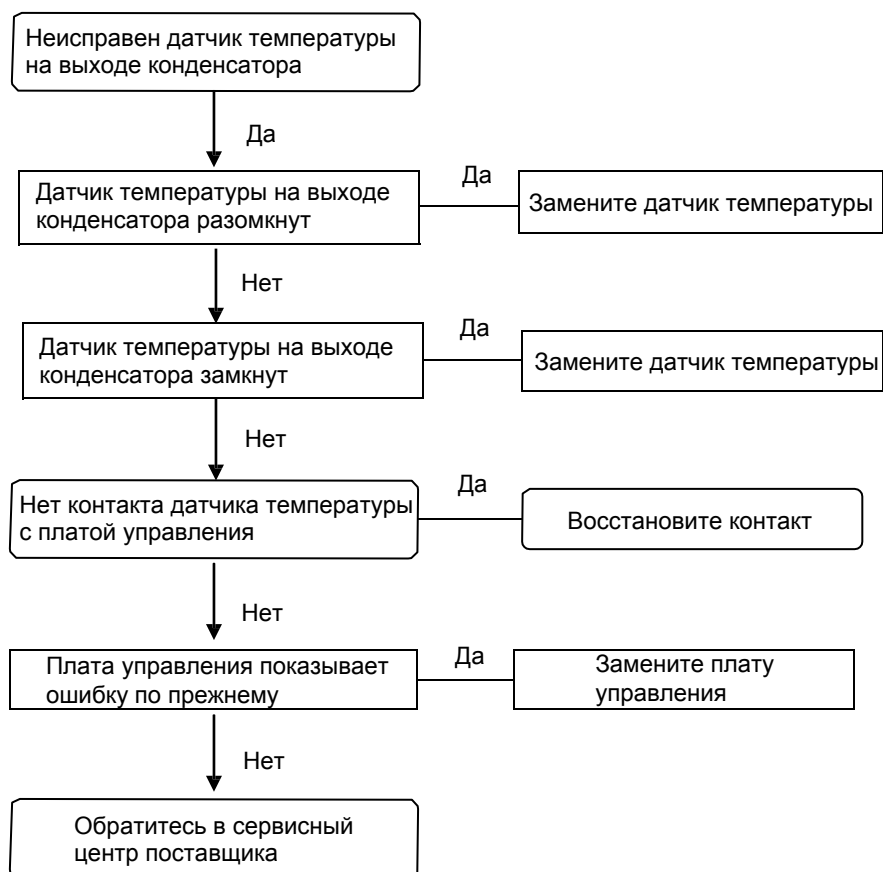 Неисправен датчик температуры
на выходе конденсатора
Да
Датчик температуры на выходе
конденсатора разомкнут
Да
Замените датчик температуры
Нет
Датчик температуры на выходе
конденсатора замкнут
Да
Замените датчик температуры
Нет
Нет контакта датчика температуры
с платой управления
Да
Восстановите контакт
Нет
Плата управления показывает
ошибку по прежнему
Да
Замените плату
управления
Нет
Обратитесь в сервисный
центр поставщика